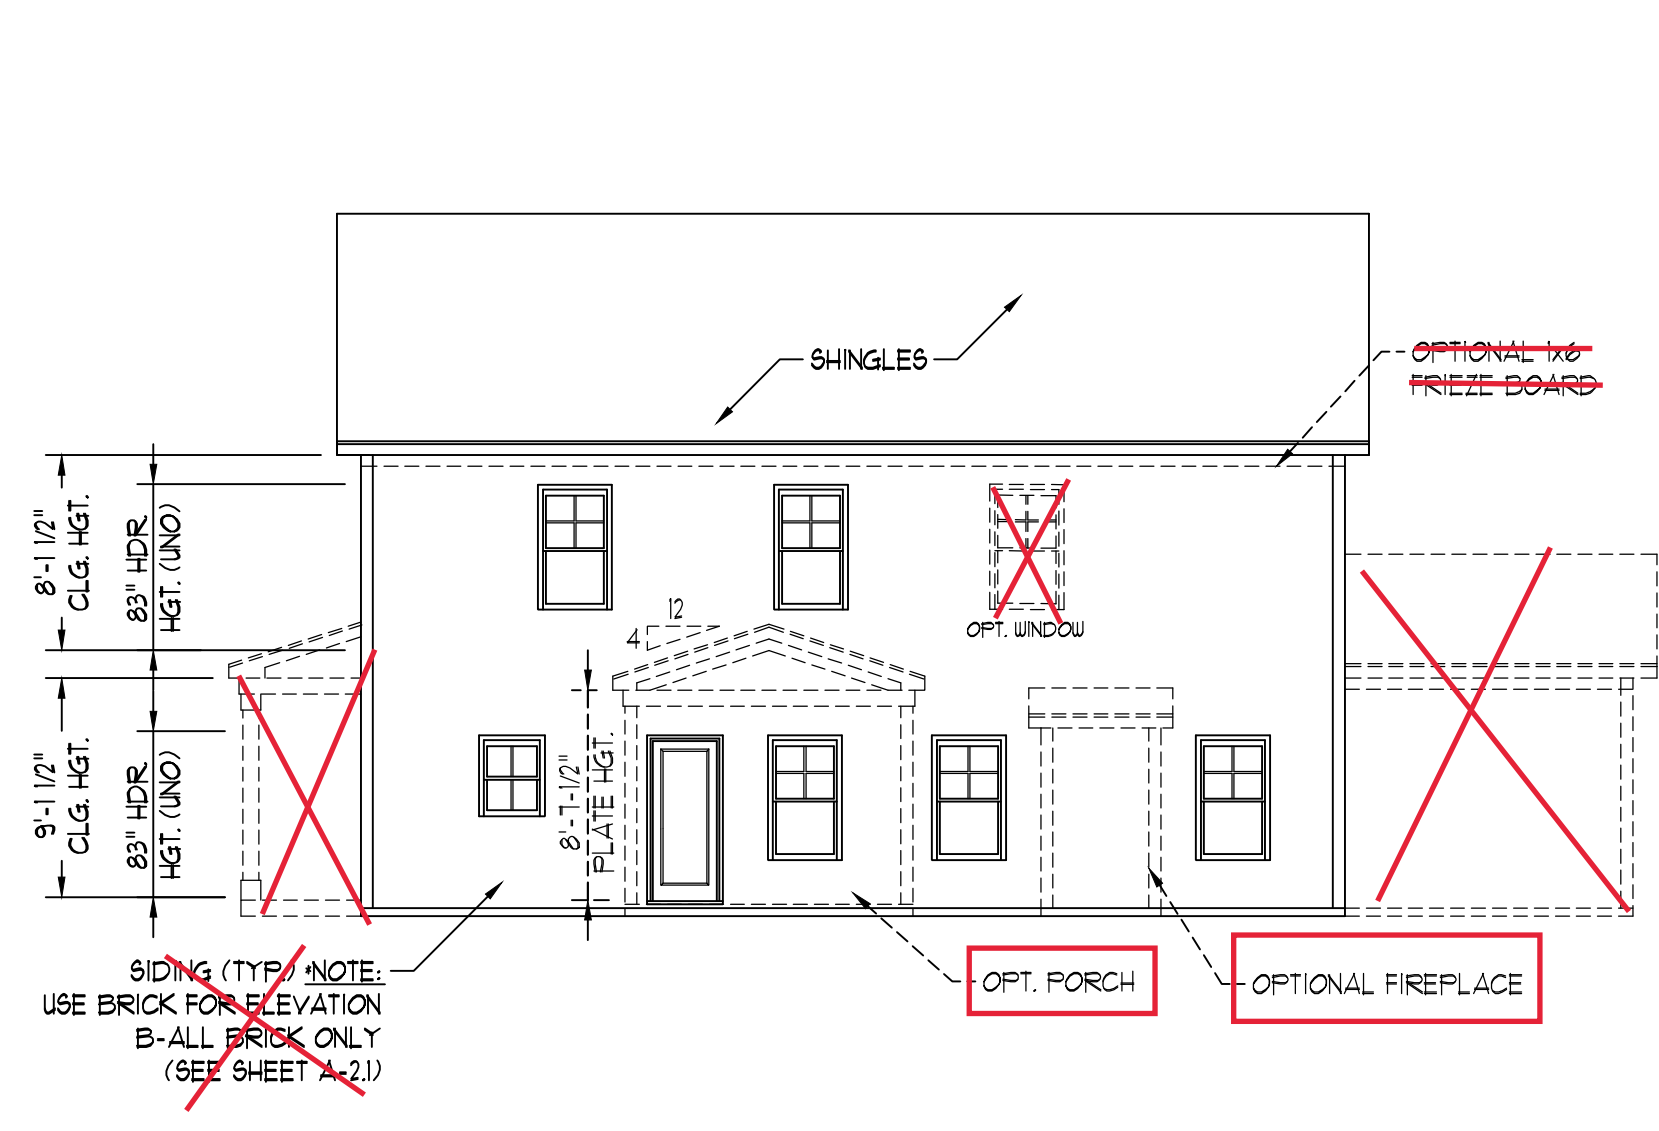 SHINGLES
OPTIONAL 1x6
FRIEZE BOARD
8'-1 1/2"
CLG. HGT.
83" HDR.
HGT. (UNO)
12
4
OPT. WINDOW
9'-1 1/2"
CLG. HGT.
83" HDR.
HGT. (UNO)
8'-7-1/2"
PLATE HGT.
SIDING (TYP.) *NOTE:
USE BRICK FOR ELEVATION
B-ALL BRICK ONLY
(SEE SHEET A-2.1)
OPT. PORCH
OPTIONAL FIREPLACE